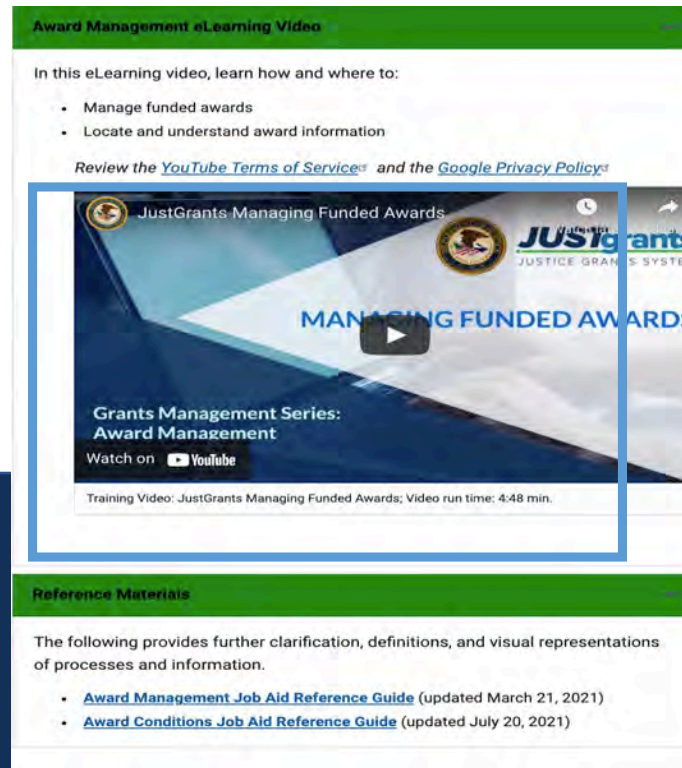 Award Management eLearning Video
In this eLearning video, learn how and where to:
• Manage funded awards
• Locate and understand award information
Review the YouTube Terms of Service and the Google Privacy Policy
JustGrants Managing Funded Awards
JUSTgrants
JUSTICE GRANTS SYSTE
MANAGING FUNDED AWARDS
Grants Management Series:
Award Management
Watch on YouTube
Training Video: JustGrants Managing Funded Awards; Video run time: 4:48 min.
Reference Materials
The following provides further clarification, definitions, and visual representations
of processes and information.
• Award Management Job Aid Reference Guide (updated March 21, 2021)
• Award Conditions Job Aid Reference Guide (updated July 20, 2021)